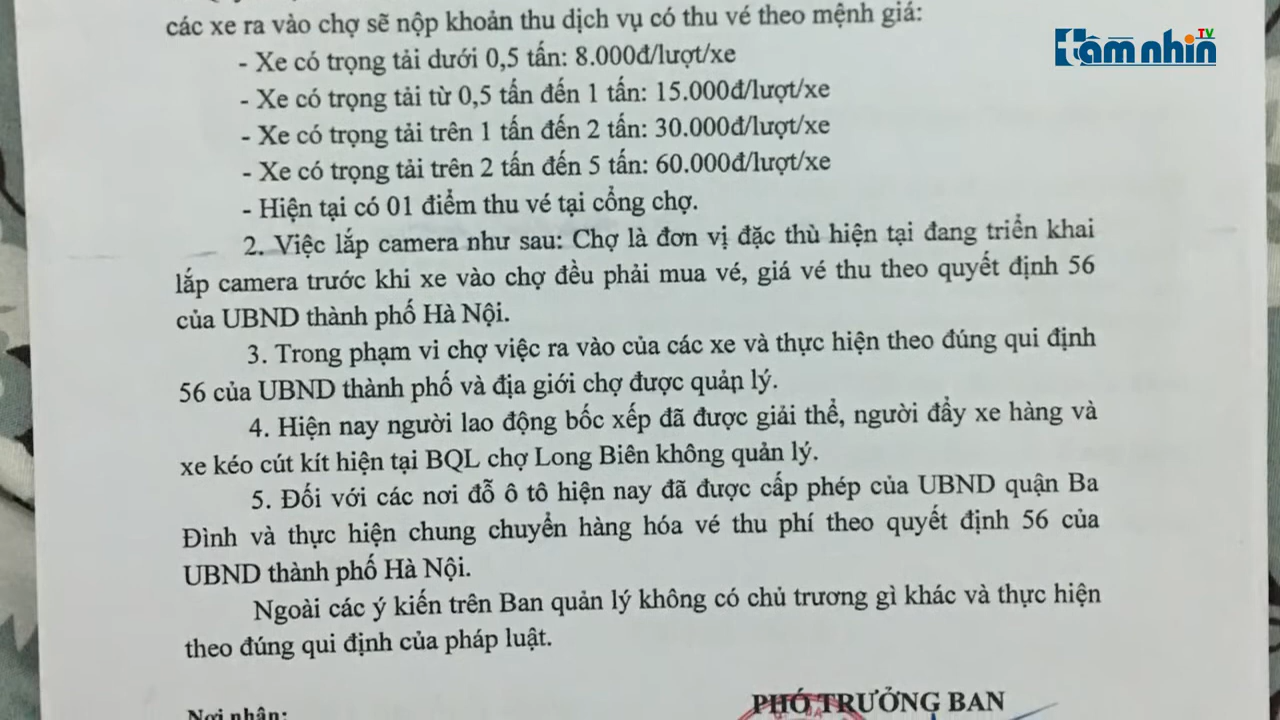 các xe ra vào chợ sẽ nộp khoản thu dịch vụ có thu vé theo mệnh giá:
tâm nhìn TV
- Xe có trọng tải dưới 0,5 tấn: 8.000đ/lượt/xe
- Xe có trọng tải từ 0,5 tấn đến 1 tấn: 15.000đ/lượt/xe
- Xe có trọng tải trên 1 tấn đến 2 tấn: 30.000đ/lượt/xe
- Xe có trọng tải trên 2 tấn đến 5 tấn: 60.000đ/lượt/xe
- Hiện tại có 01 điểm thu vé tại cổng chợ.
2. Việc lắp camera như sau: Chợ là đơn vị đặc thù hiện tại đang triển khai
lắp camera trước khi xe vào chợ đều phải mua vé, giá vé thu theo quyết định 56
của UBND thành phố Hà Nội.
3. Trong phạm vi chợ việc ra vào của các xe và thực hiện theo đúng qui định
56 của UBND thành phố và địa giới chợ được quản lý.
4. Hiện nay người lao động bốc xếp đã được giải thể, người đẩy xe hàng và
xe kéo cút kít hiện tại BQL chợ Long Biên không quản lý.
5. Đối với các nơi đỗ ô tô hiện nay đã được cấp phép của UBND quận Ba
Đình và thực hiện chung chuyển hàng hóa vé thu phí theo quyết định 56 của
UBND thành phố Hà Nội.
Ngoài các ý kiến trên Ban quản lý không có chủ trương gì khác và thực hiện
theo đúng qui định của pháp luật.
Nơi nhận:
PHÓ TRƯỞNG BAN